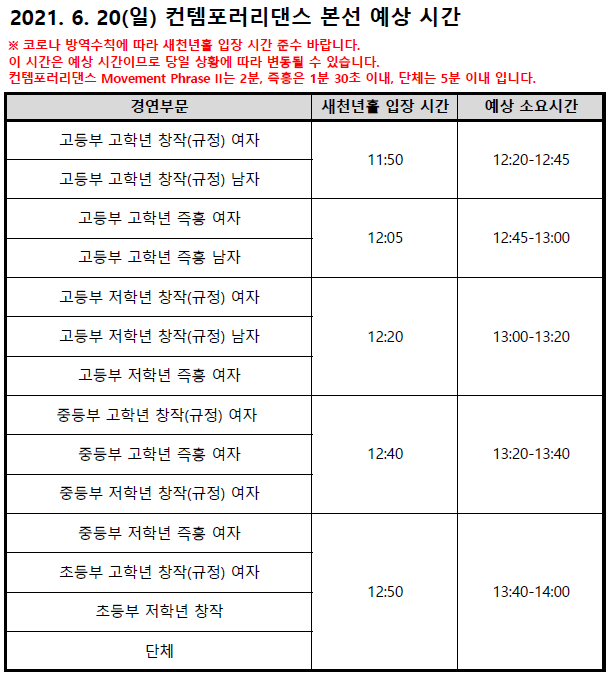 2021. 6. 20(일) 컨템포러리댄스 본선 예상 시간
※ 코로나 방역수칙에 따라 새천년홀 입장 시간 준수 바랍니다.
이 시간은 예상 시간이므로 당일 상황에 따라 변동될 수 있습니다.
컨템포러리댄스 Movement Phrase II는 2분, 즉흥은 1분 30초 이내, 단체는 5분 이내 입니다.
경연부문 새천년홀 입장 시간 예상 소요시간
고등부 고학년 창작(규정) 여자
11:50 12:20-12:45
고등부 고학년 창작(규정) 남자
고등부 고학년 즉흥 여자
12:05 12:45-13:00
고등부 고학년 즉흥 남자
고등부 저학년 창작(규정) 여자
고등부 저학년 창작(규정) 남자 12:20 13:00-13:20
고등부 저학년 즉흥 여자
중등부 고학년 창작(규정) 여자
중등부 고학년 즉흥 여자 12:40 13:20-13:40
중등부 저학년 창작(규정) 여자
중등부 저학년 즉흥 여자
초등부 고학년 창작(규정) 여자
12:50 13:40-14:00
초등부 저학년 창작
단체